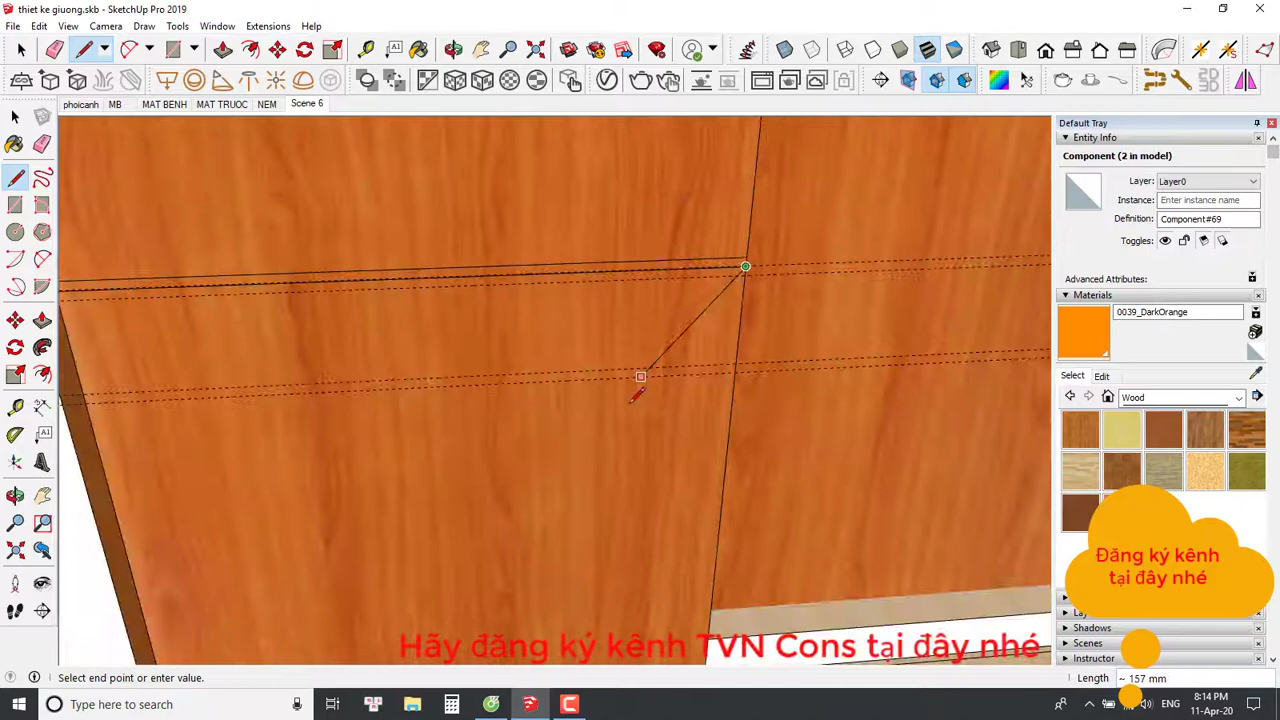 thiet ke giuong.skb - SketchUp Pro 2019
File Edit View Camera Draw Tools Window Extensions Help
A1
phoicanh MB MAT BENH MAT TRUOC NEM Scene 6
Default Tray
Entity Info
Component (2 in model)
Layer: Layer0
Instance: Enter instance name
Definition: Component#69
Toggles:
Advanced Attributes:
Materials
0039_DarkOrange
Select Edit
Wood
A1
Đăng ký kênh
tại đây nhé
Shadows
Scenes
Instructor
Hãy đăng ký kênh TVN Cons tại đây nhé
Select end point or enter value.
Length ~ 157 mm
Type here to search
ENG
8:14 PM
11-Apr-20